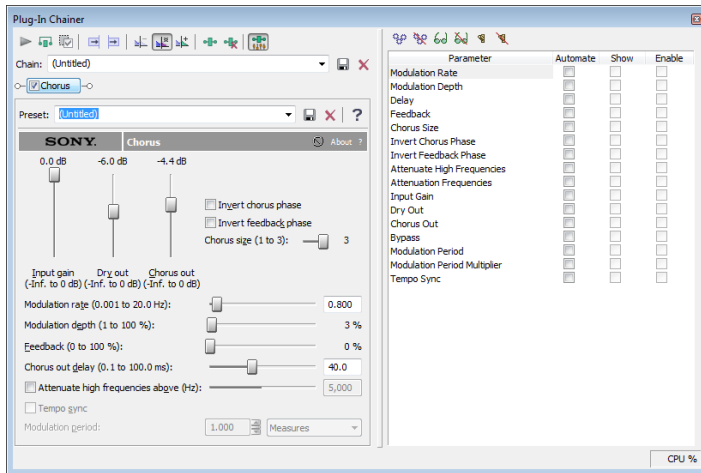 Plug-In Chainer
Chain: (Untitled)
Chorus
Preset: (Untitled)
SONY. Chorus About ?
0.0 dB -6.0 dB -4.4 dB
Invert chorus phase
Invert feedback phase
Chorus size (1 to 3): 3
Input gain Dry out Chorus out
(-Inf. to 0 dB) (-Inf. to 0 dB) (-Inf. to 0 dB)
Modulation rate (0.001 to 20.0 Hz): 0.800
Modulation depth (1 to 100 %): 3 %
Feedback (0 to 100 %): 0 %
Chorus out delay (0.1 to 100.0 ms): 40.0
Attenuate high frequencies above (Hz): 5,000
Tempo sync
Modulation period: 1.000 Measures
Parameter Automate Show Enable
Modulation Rate
Modulation Depth
Delay
Feedback
Chorus Size
Invert Chorus Phase
Invert Feedback Phase
Attenuate High Frequencies
Attenuation Frequencies
Input Gain
Dry Out
Chorus Out
Bypass
Modulation Period
Modulation Period Multiplier
Tempo Sync
CPU %